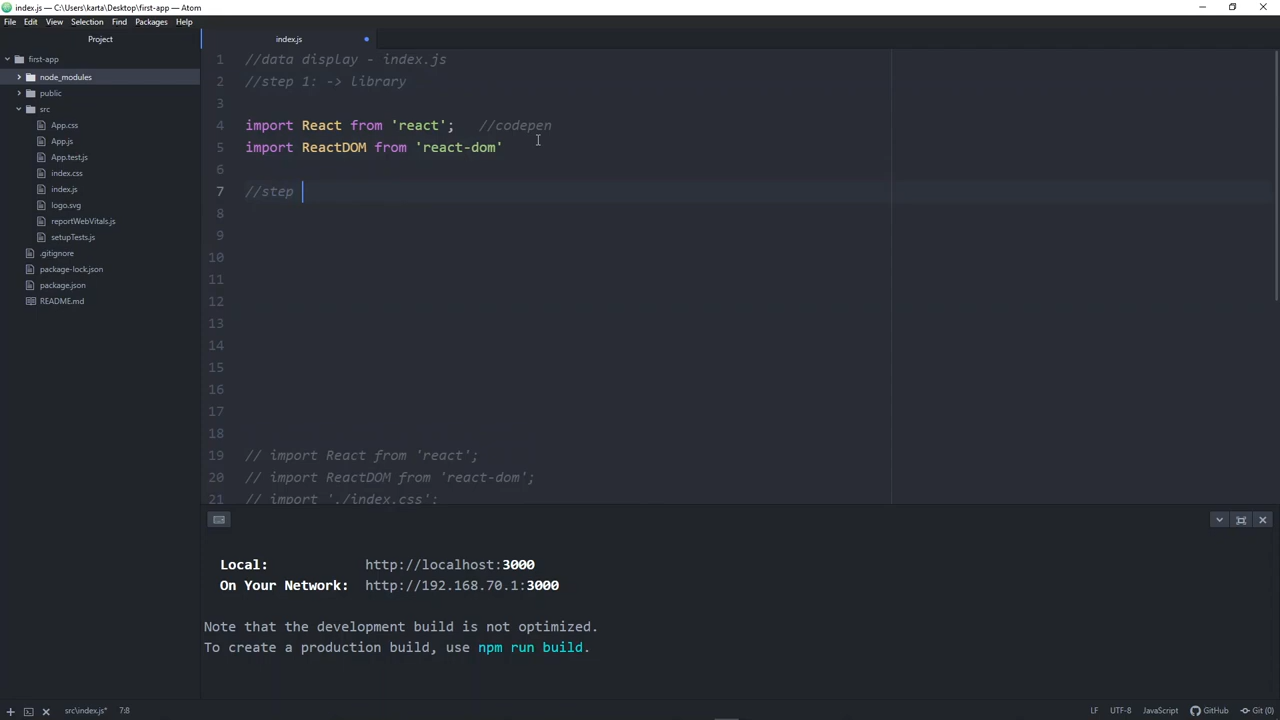 index.js — C:\Users\karta\Desktop\first-app — Atom
File Edit View Selection Find Packages Help
Project
first-app
node_modules
public
src
App.css
App.js
App.test.js
index.css
index.js
logo.svg
reportWebVitals.js
setupTests.js
.gitignore
package-lock.json
package.json
README.md
index.js
1 //data display - index.js
2 //step 1: -> library
3
4 import React from 'react'; //codepen
5 import ReactDOM from 'react-dom'
6
7 //step
8
9
10
11
12
13
14
15
16
17
18
19 // import React from 'react';
20 // import ReactDOM from 'react-dom';
21 // import './index.css';
Local: http://localhost:3000
On Your Network: http://192.168.70.1:3000
Note that the development build is not optimized.
To create a production build, use npm run build.
src\index.js* 7:8 LF UTF-8 JavaScript GitHub Git (0)